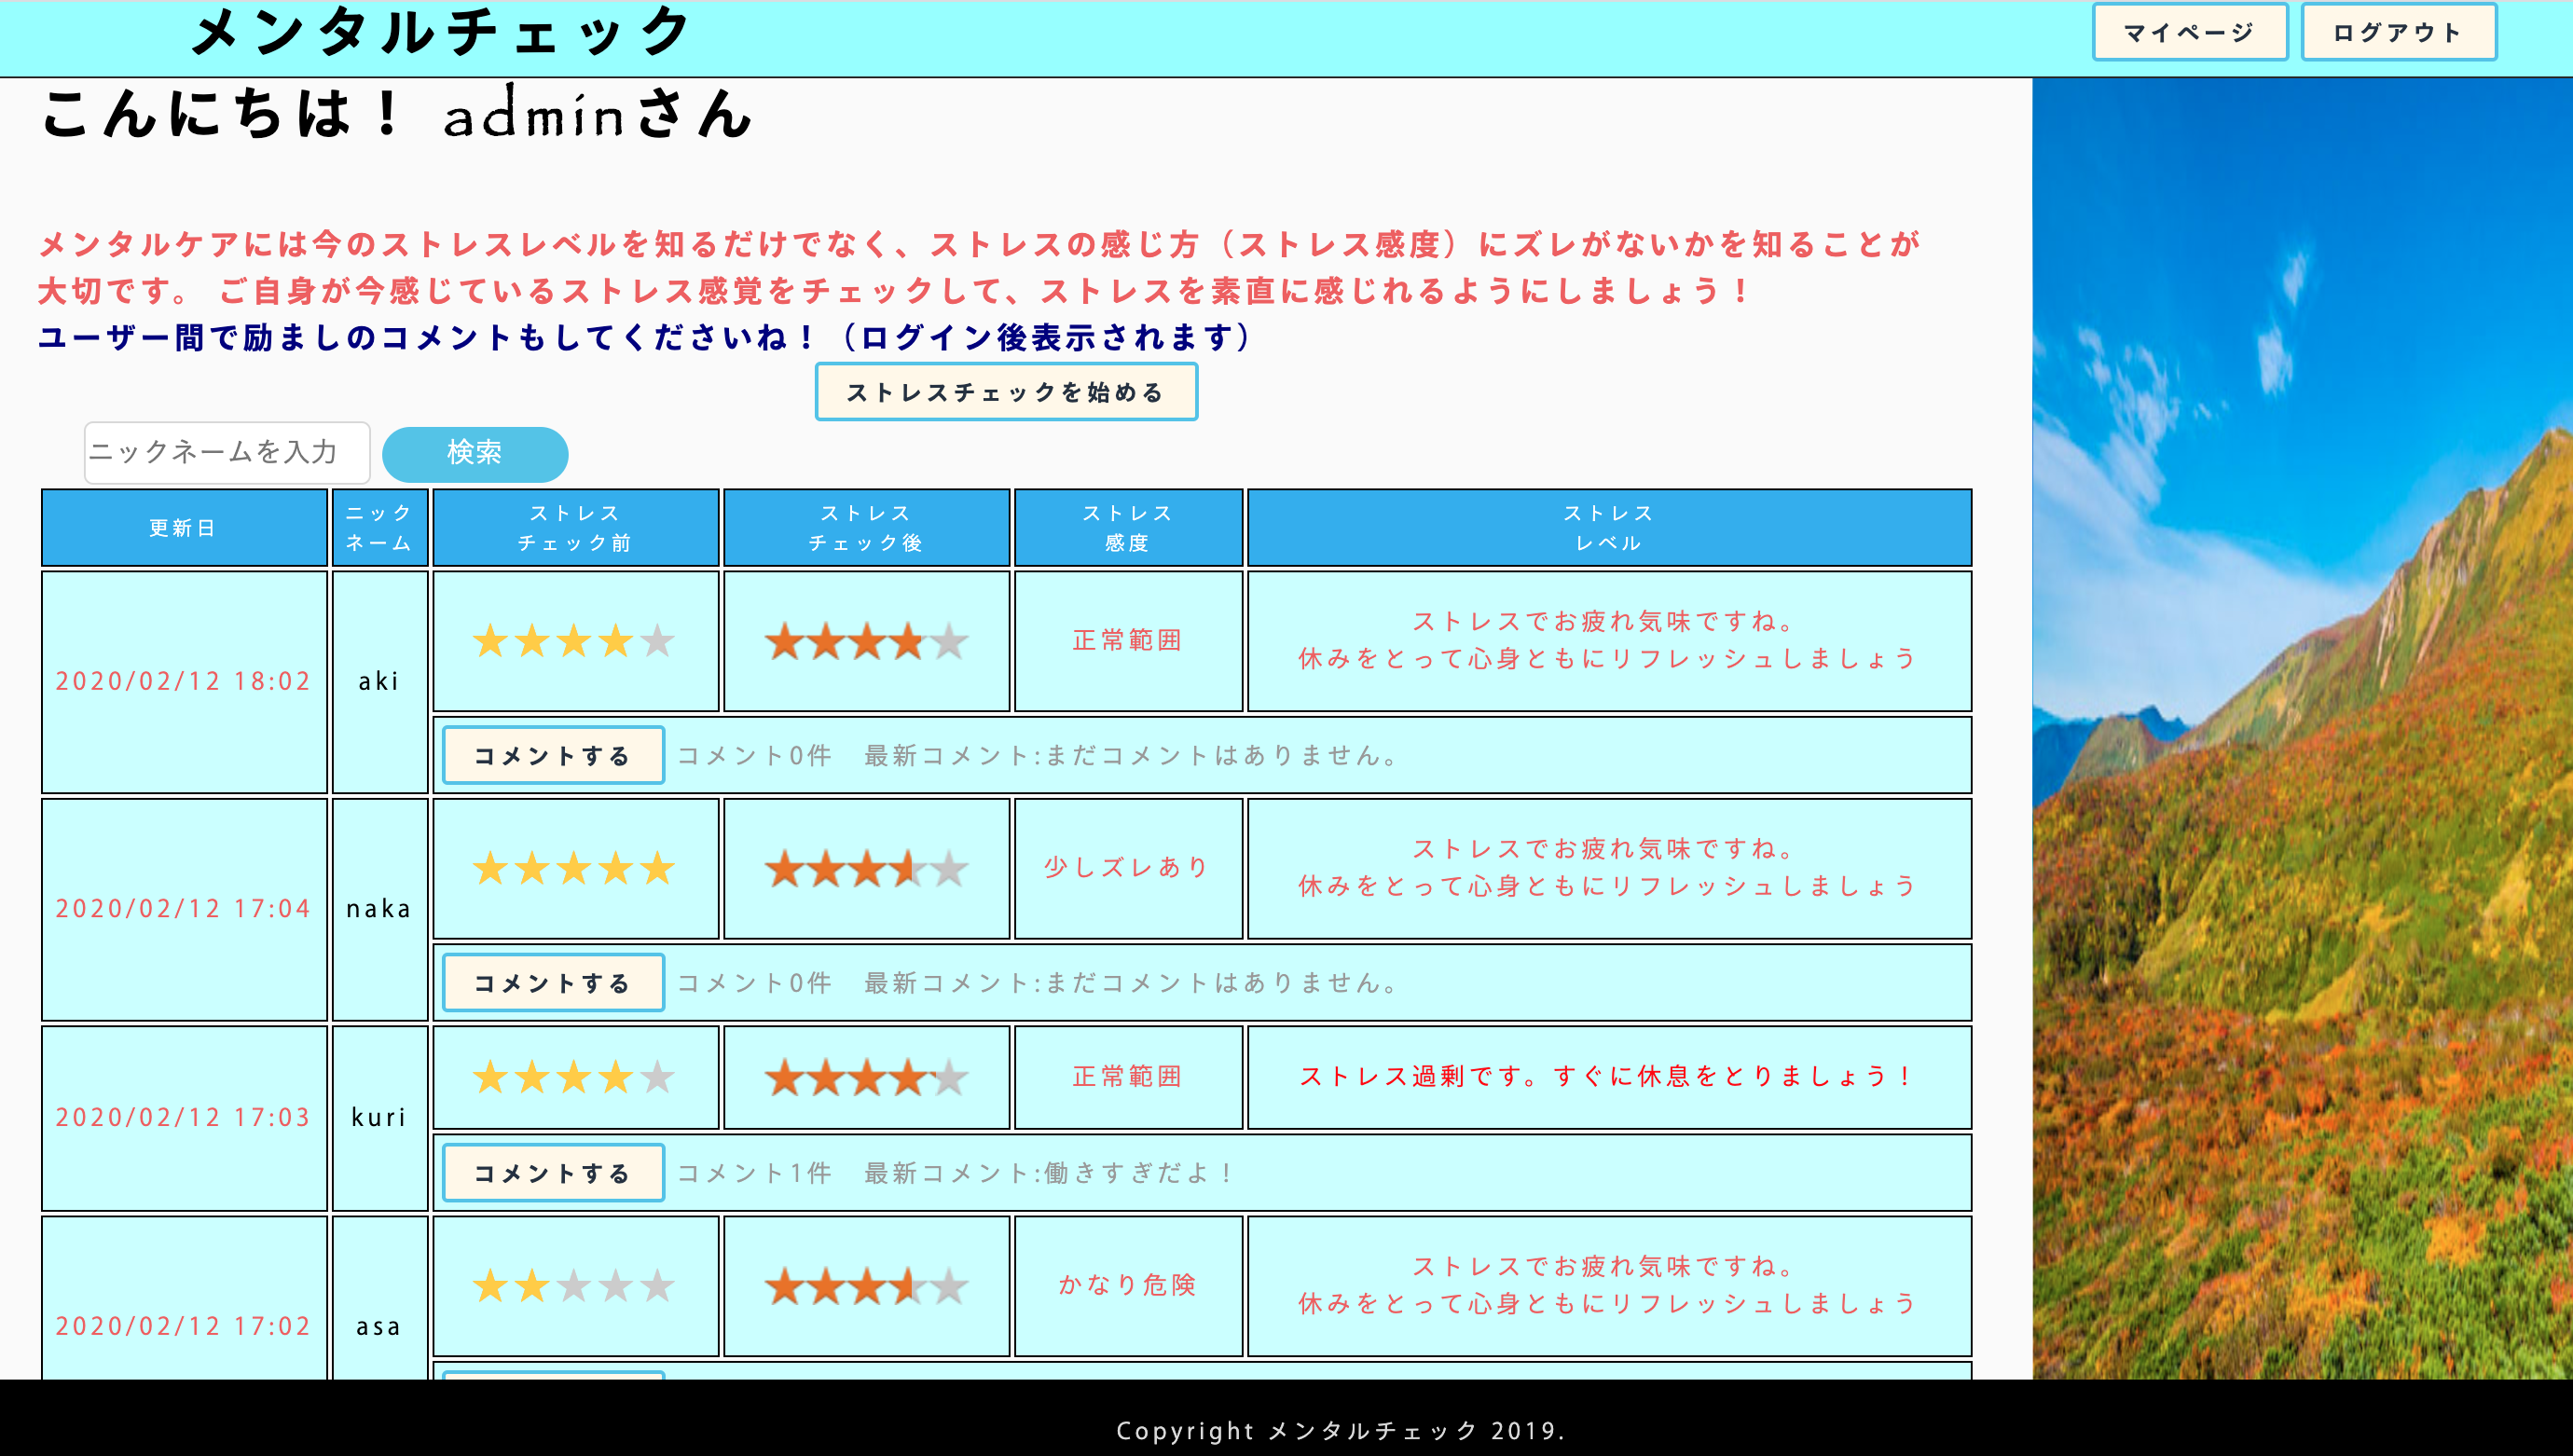 メンタルチェック
マイページ
ログアウト
こんにちは！ adminさん
メンタルケアには今のストレスレベルを知るだけでなく、ストレスの感じ方（ストレス感度）にズレがないかを知ることが
大切です。 ご自身が今感じているストレス感覚をチェックして、ストレスを素直に感じれるようにしましょう！
ユーザー間で励ましのコメントもしてくださいね！（ログイン後表示されます）
ストレスチェックを始める
ニックネームを入力
検索
更新日
ニック
ネーム
ストレス
チェック前
ストレス
チェック後
ストレス
感度
ストレス
レベル
2020/02/12 18:02
aki
正常範囲
ストレスでお疲れ気味ですね。
休みをとって心身ともにリフレッシュしましょう
コメントする
コメント0件　最新コメント:まだコメントはありません。
2020/02/12 17:04
naka
少しズレあり
ストレスでお疲れ気味ですね。
休みをとって心身ともにリフレッシュしましょう
コメントする
コメント0件　最新コメント:まだコメントはありません。
2020/02/12 17:03
kuri
正常範囲
ストレス過剰です。すぐに休息をとりましょう！
コメントする
コメント1件　最新コメント:働きすぎだよ！
2020/02/12 17:02
asa
かなり危険
ストレスでお疲れ気味ですね。
休みをとって心身ともにリフレッシュしましょう
Copyright メンタルチェック 2019.